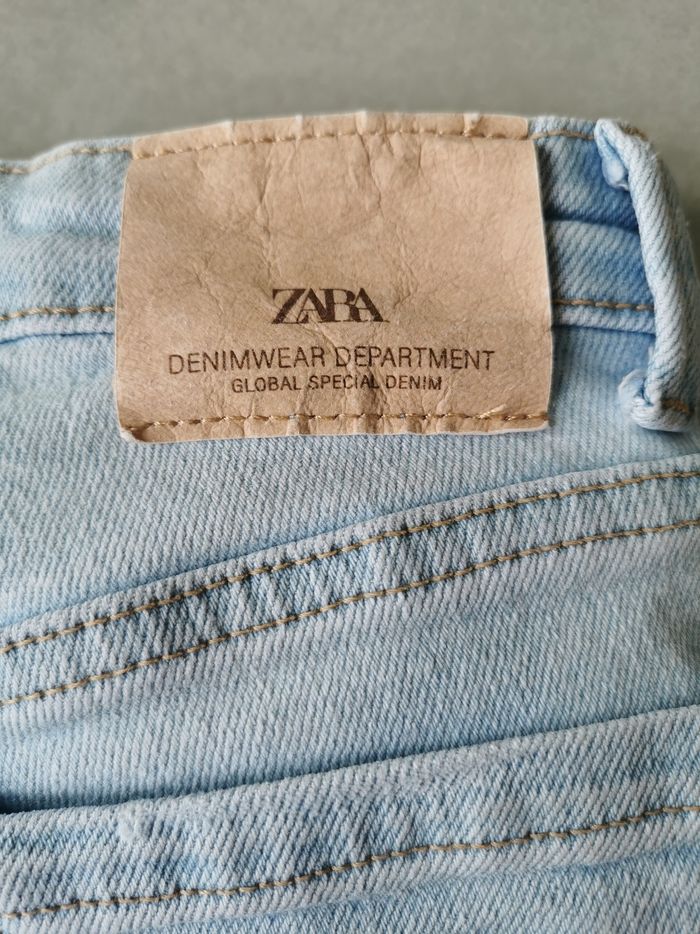 ZARA
DENIMWEAR DEPARTMENT
GLOBAL SPECIAL DENIM